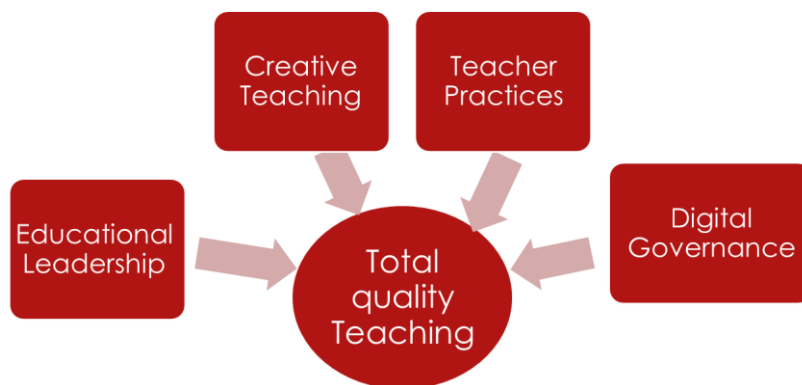 Creative
Teaching
Teacher
Practices
Educational
Leadership
Digital
Governance
Total
quality
Teaching